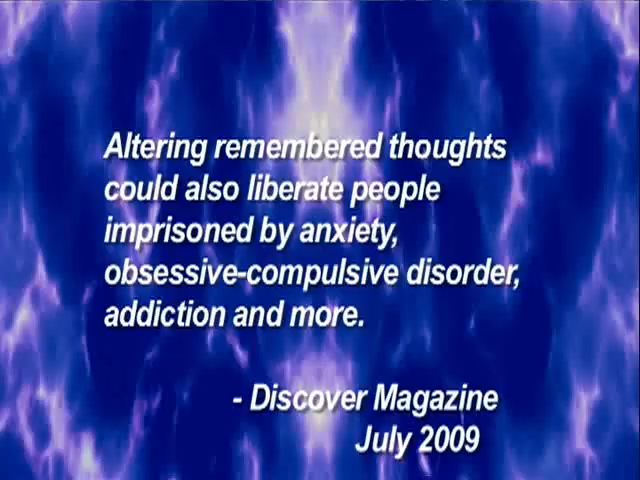 Altering remembered thoughts
could also liberate people
imprisoned by anxiety,
obsessive-compulsive disorder,
addiction and more.
- Discover Magazine
July 2009